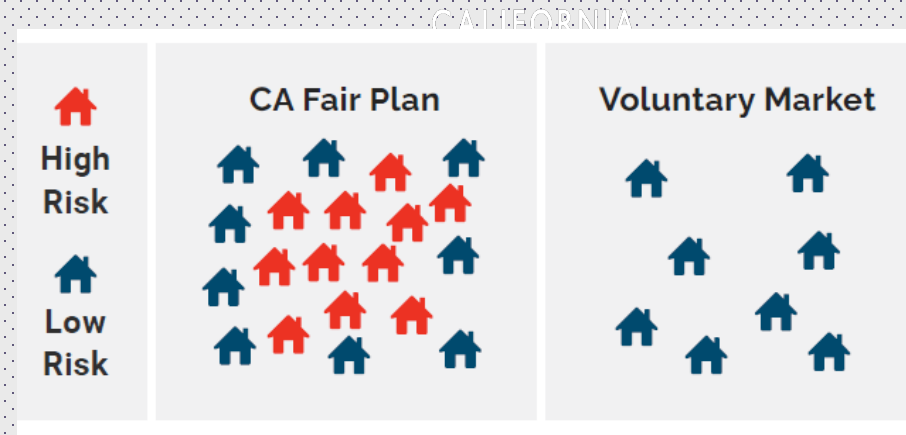 CALIFORNIA
High
Risk
Low
Risk
CA Fair Plan
Voluntary Market